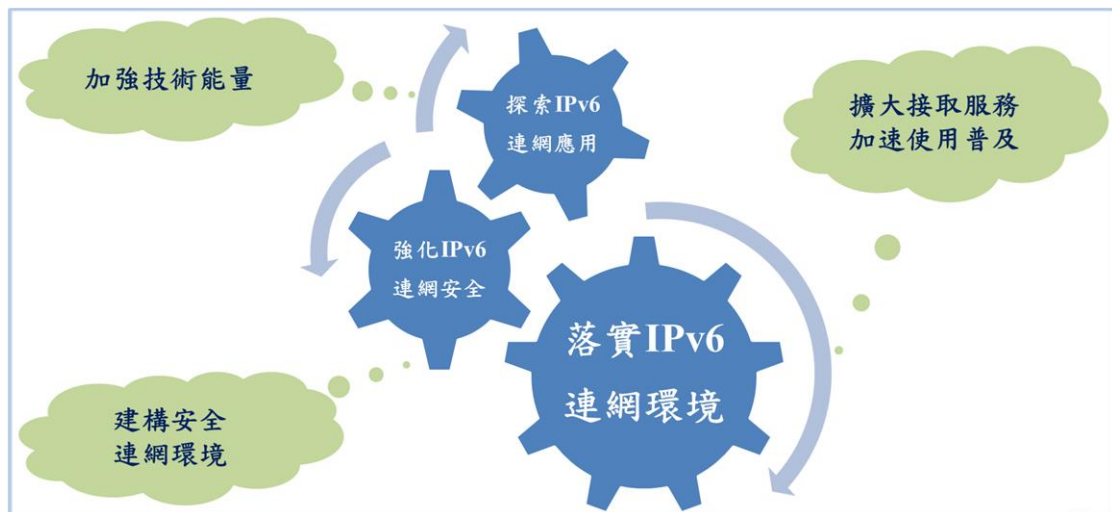 加強技術能量
探索IPv6
連網應用
擴大接取服務
加速使用普及
強化IPv6
連網安全
落實IPv6
連網環境
建構安全
連網環境